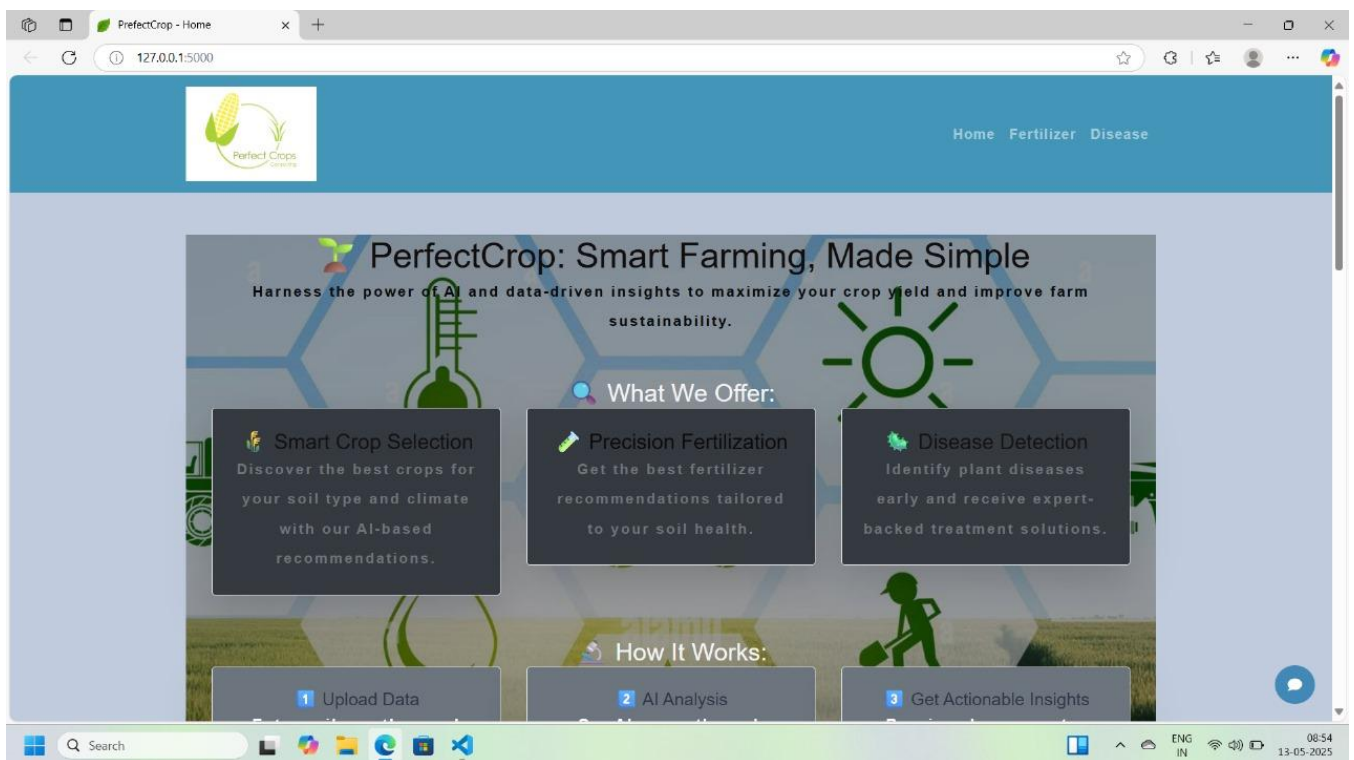 PrefectCrop - Home
127.0.0.1:5000
Perfect Crops
Home Fertilizer Disease
PerfectCrop: Smart Farming, Made Simple
Harness the power of AI and data-driven insights to maximize your crop yield and improve farm
sustainability.
What We Offer:
Smart Crop Selection
Discover the best crops for
your soil type and climate
with our AI-based
recommendations.
Precision Fertilization
Get the best fertilizer
recommendations tailored
to your soil health.
Disease Detection
Identify plant diseases
early and receive expert-
backed treatment solutions.
alamy
How It Works:
1 Upload Data
2 AI Analysis
3 Get Actionable Insights
Search
ENG
IN
08:54
13-05-2025